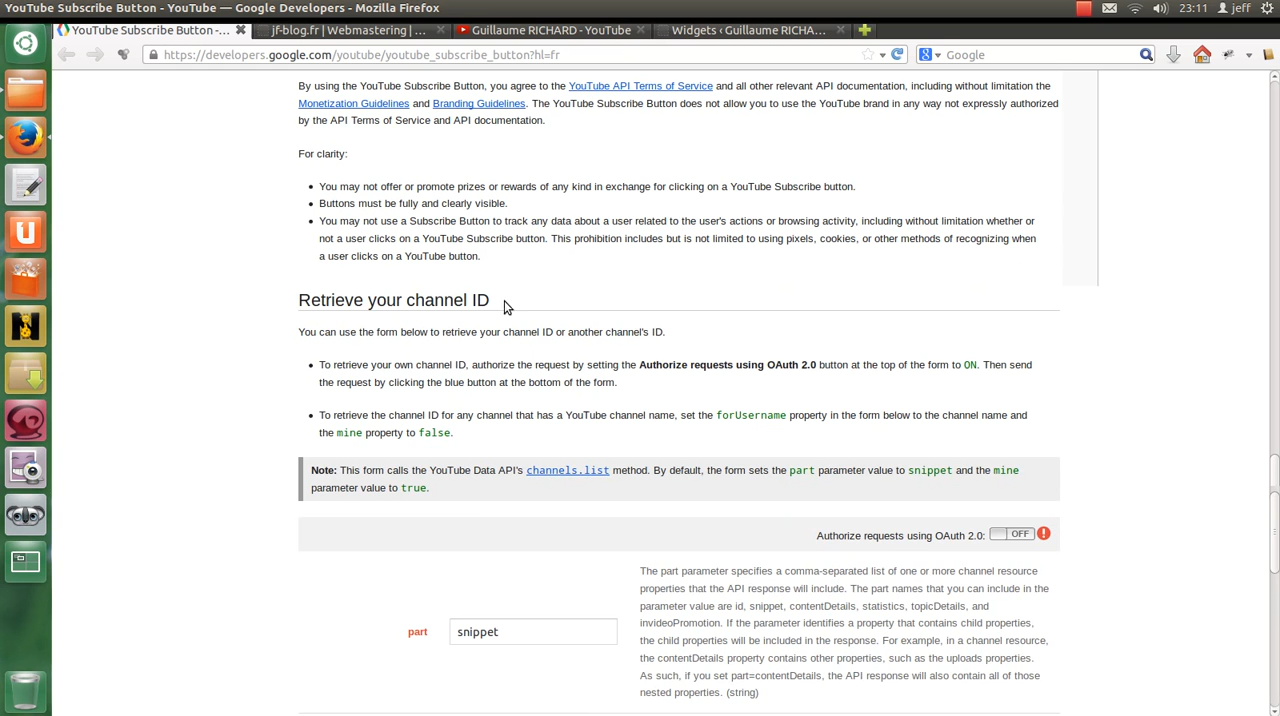 YouTube Subscribe Button - YouTube — Google Developers - Mozilla Firefox
23:11 jeff
YouTube Subscribe Button -...
jf-blog.fr | Webmastering | ...
Guillaume RICHARD - YouTube
Widgets ‹ Guillaume RICHA...
https://developers.google.com/youtube/youtube_subscribe_button?hl=fr
Google
By using the YouTube Subscribe Button, you agree to the YouTube API Terms of Service and all other relevant API documentation, including without limitation the
Monetization Guidelines and Branding Guidelines. The YouTube Subscribe Button does not allow you to use the YouTube brand in any way not expressly authorized
by the API Terms of Service and API documentation.
For clarity:
You may not offer or promote prizes or rewards of any kind in exchange for clicking on a YouTube Subscribe button.
Buttons must be fully and clearly visible.
You may not use a Subscribe Button to track any data about a user related to the user's actions or browsing activity, including without limitation whether or
not a user clicks on a YouTube Subscribe button. This prohibition includes but is not limited to using pixels, cookies, or other methods of recognizing when
a user clicks on a YouTube button.
Retrieve your channel ID
You can use the form below to retrieve your channel ID or another channel's ID.
To retrieve your own channel ID, authorize the request by setting the Authorize requests using OAuth 2.0 button at the top of the form to ON. Then send
the request by clicking the blue button at the bottom of the form.
To retrieve the channel ID for any channel that has a YouTube channel name, set the forUsername property in the form below to the channel name and
the mine property to false.
Note: This form calls the YouTube Data API's channels.list method. By default, the form sets the part parameter value to snippet and the mine
parameter value to true.
Authorize requests using OAuth 2.0: OFF
The part parameter specifies a comma-separated list of one or more channel resource
properties that the API response will include. The part names that you can include in the
parameter value are id, snippet, contentDetails, statistics, topicDetails, and
invideoPromotion. If the parameter identifies a property that contains child properties,
the child properties will be included in the response. For example, in a channel resource,
the contentDetails property contains other properties, such as the uploads properties.
As such, if you set part=contentDetails, the API response will also contain all of those
nested properties. (string)
part snippet